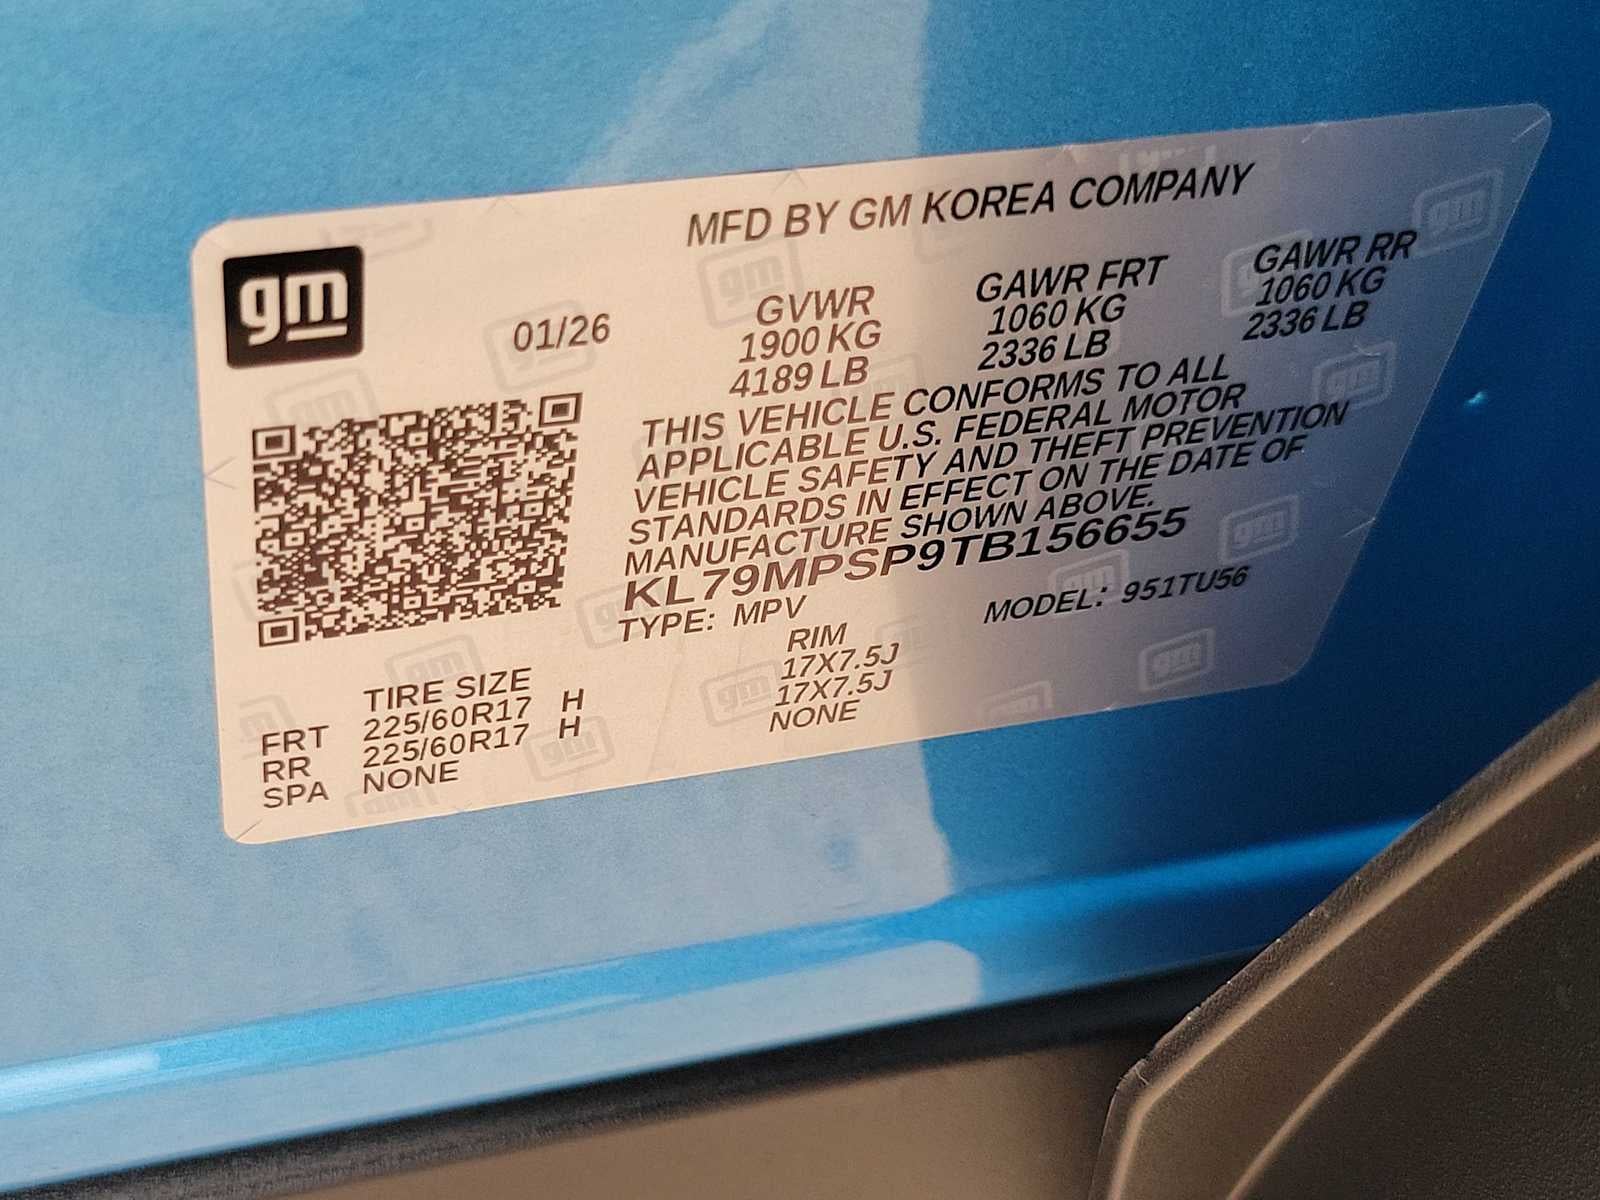 MFD BY GM KOREA COMPANY
gm
01/26
GVWR
1900 KG
4189 LB
GAWR FRT
1060 KG
2336 LB
GAWR RR
1060 KG
2336 LB
THIS VEHICLE CONFORMS TO ALL
APPLICABLE U.S. FEDERAL MOTOR
VEHICLE SAFETY AND THEFT PREVENTION
STANDARDS IN EFFECT ON THE DATE OF
MANUFACTURE SHOWN ABOVE.
KL79MPSP9TB156655
TYPE: MPV MODEL: 951TU56
TIRE SIZE RIM
FRT 225/60R17 H 17X7.5J
RR 225/60R17 H 17X7.5J
SPA NONE NONE